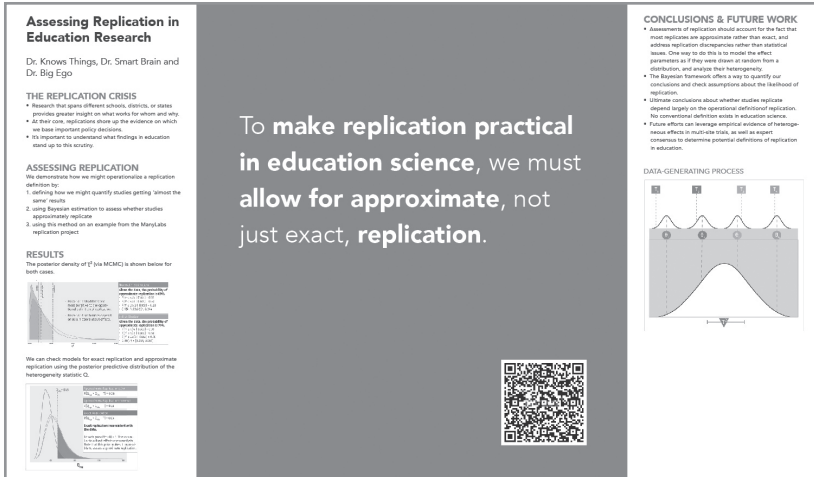 Assessing Replication in
Education Research
Dr. Knows Things, Dr. Smart Brain and
Dr. Big Ego
THE REPLICATION CRISIS
• Research that spans different schools, districts, or states
provides greater insight on what works for whom and why.
• At their core, replications shore up the evidence on which
we base important policy decisions.
• It's important to understand what findings in education
stand up to this scrutiny.
ASSESSING REPLICATION
We demonstrate how we might operationalize a replication
definition by:
1. defining how we might quantify studies getting 'almost the
same' results
2. using Bayesian estimation to assess whether studies
approximately replicate
3. using this method on an example from the ManyLabs
replication project
RESULTS
The posterior density of τ² (via MCMC) is shown below for
both cases.
Given the data, the probability of
Given the data, the probability of
We can check models for exact replication and approximate
replication using the posterior predictive distribution of the
heterogeneity statistic Q.
To make replication practical
in education science, we must
allow for approximate, not
just exact, replication.
CONCLUSIONS & FUTURE WORK
• Assessments of replication should account for the fact that
most replicates are approximate rather than exact, and
address replication discrepancies rather than statistical
issues. One way to do this is to model the effect
parameters as if they were drawn at random from a
distribution, and analyze their heterogeneity.
• The Bayesian framework offers a way to quantify our
conclusions and check assumptions about the likelihood of
replication.
• Ultimate conclusions about whether studies replicate
depend largely on the operational definitionof replication.
No conventional definition exists in education science.
• Future efforts can leverage empirical evidence of heteroge-
neous effects in multi-site trials, as well as expert
consensus to determine potential definitions of replication
in education.
DATA-GENERATING PROCESS